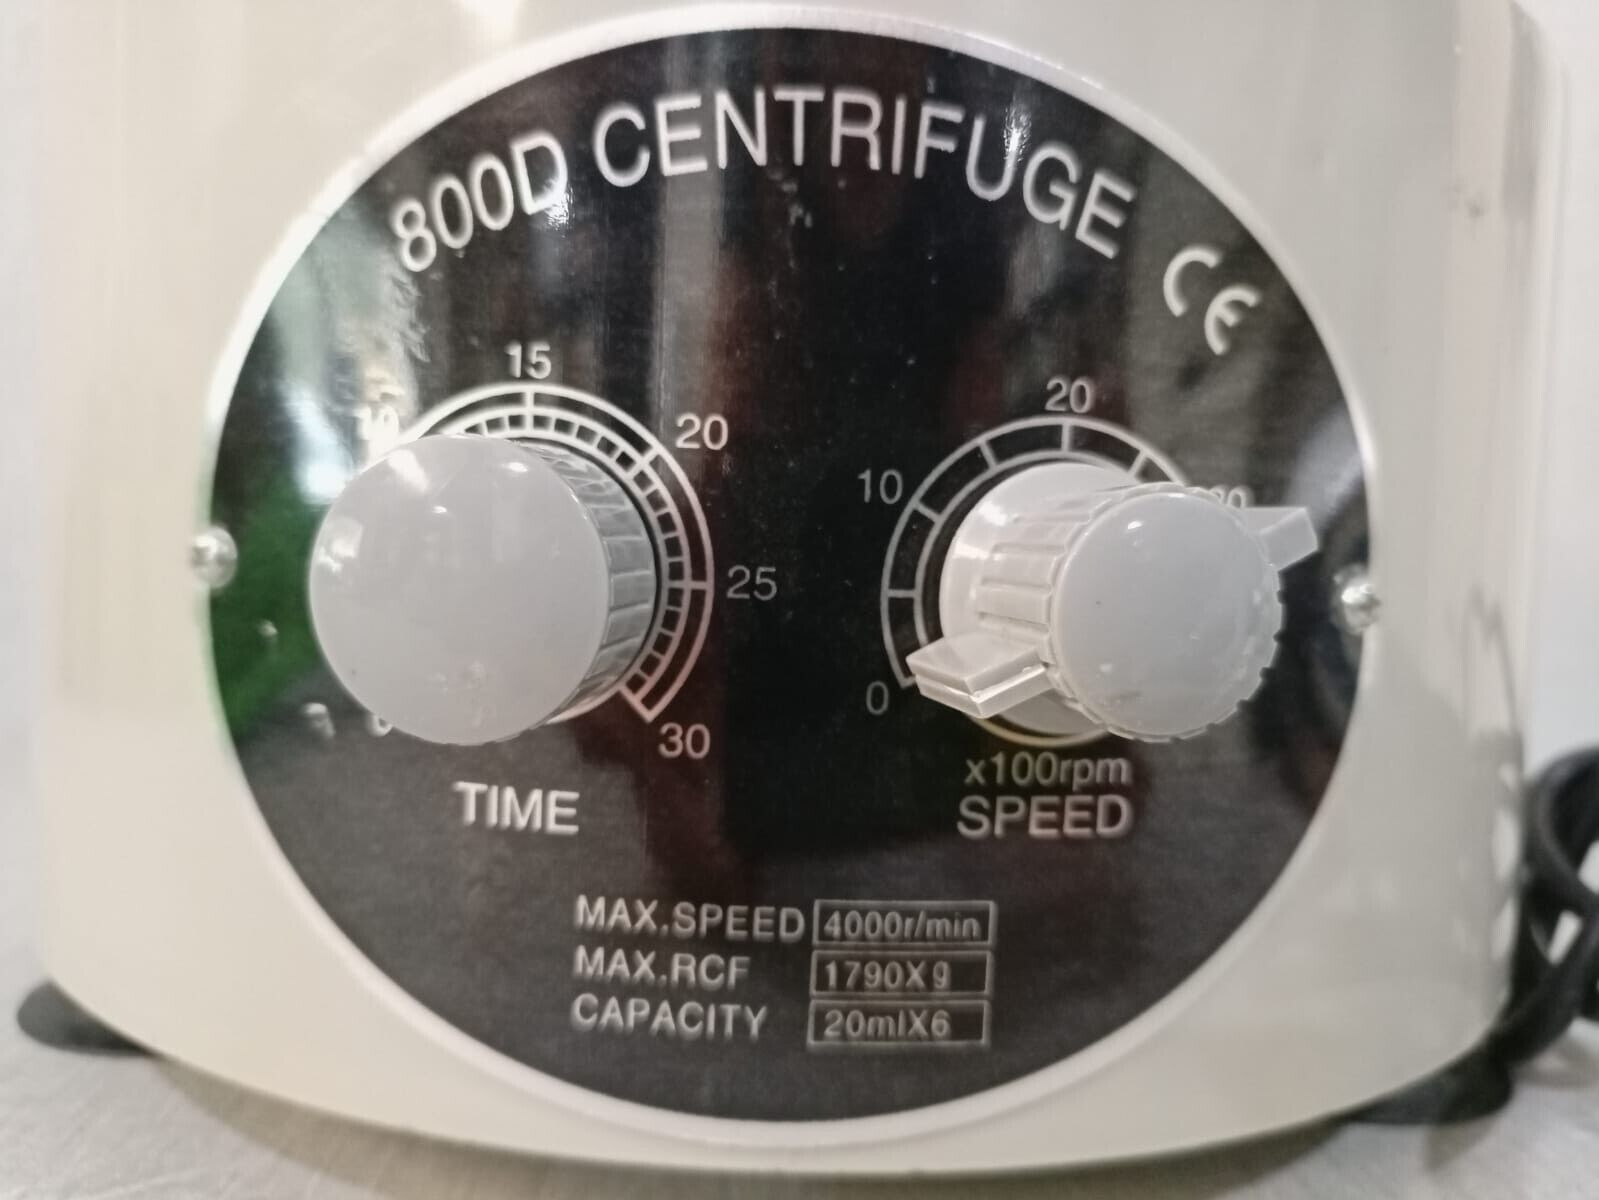 800D CENTRIFUGE
CE
15
20
25
30
TIME
0
10
20
x100rpm
SPEED
MAX.SPEED 4000r/min
MAX.RCF 1790X9
CAPACITY 20mlX6